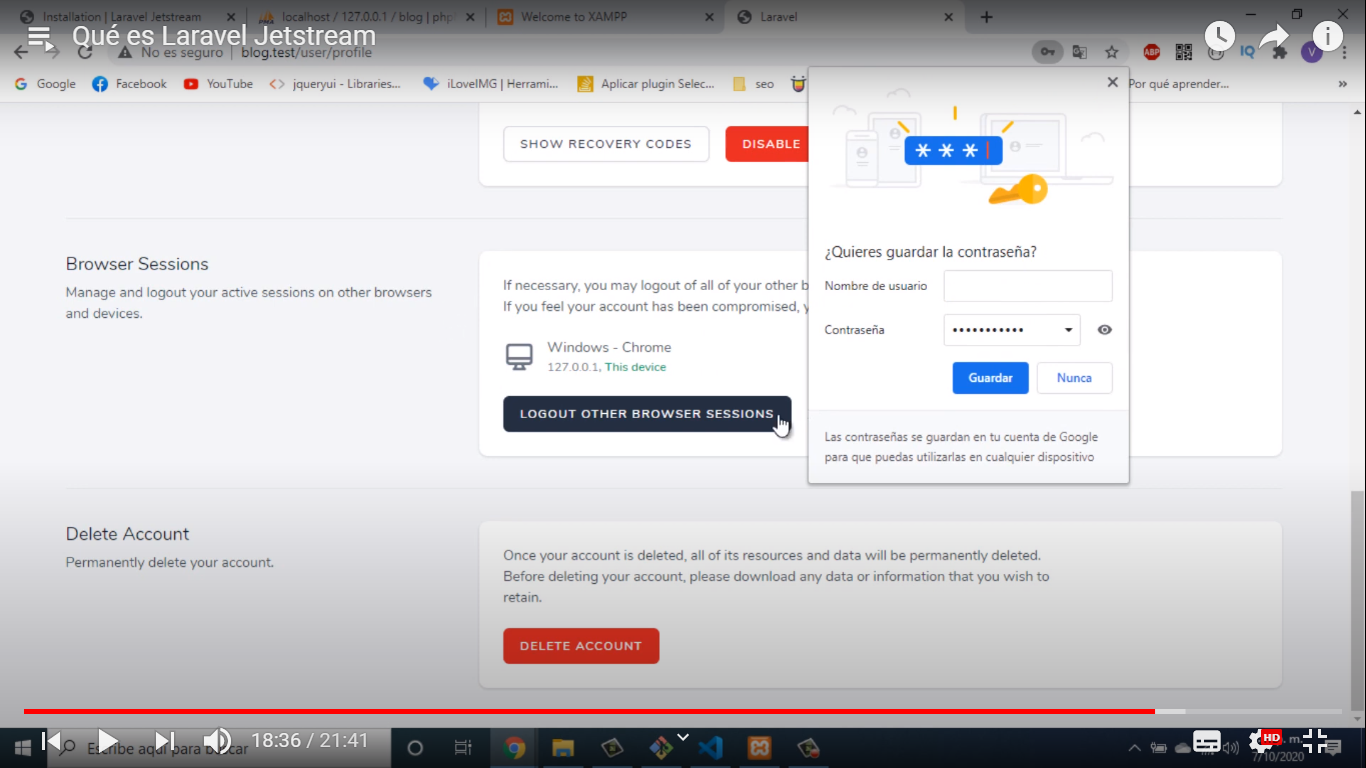 Installation | Laravel Jetstream
localhost / 127.0.0.1 / blog | php
Welcome to XAMPP
Laravel
Qué es Laravel Jetstream
No es seguro | blog.test/user/profile
ABP
IQ
V
Google
Facebook
YouTube
jqueryui - Libraries...
iLoveIMG | Herrami...
Aplicar plugin Selec...
seo
Por qué aprender...
»
SHOW RECOVERY CODES
DISABLE
* * *
¿Quieres guardar la contraseña?
Nombre de usuario
Contraseña
•••••••••••
Guardar
Nunca
Las contraseñas se guardan en tu cuenta de Google
para que puedas utilizarlas en cualquier dispositivo
Browser Sessions
Manage and logout your active sessions on other browsers
and devices.
If necessary, you may logout of all of your other b
If you feel your account has been compromised, y
Windows - Chrome
127.0.0.1, This device
LOGOUT OTHER BROWSER SESSIONS
Delete Account
Permanently delete your account.
Once your account is deleted, all of its resources and data will be permanently deleted.
Before deleting your account, please download any data or information that you wish to
retain.
DELETE ACCOUNT
Escribe aquí para buscar
18:36 / 21:41
HD
m.
7/10/2020